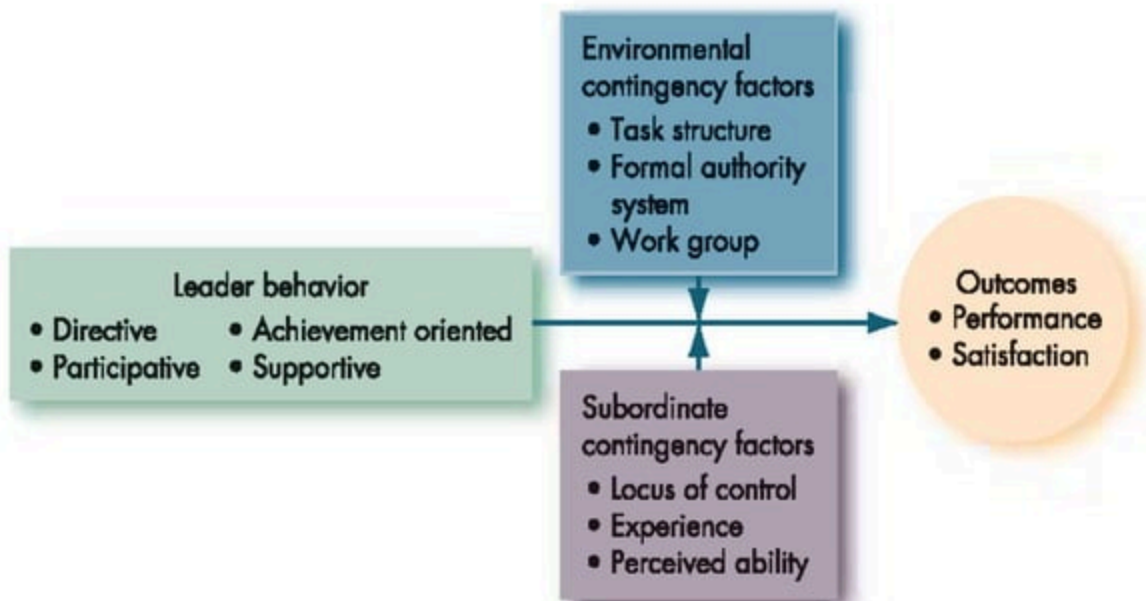 Environmental
contingency factors
• Task structure
• Formal authority
system
• Work group
Leader behavior
• Directive • Achievement oriented
• Participative • Supportive
Outcomes
• Performance
• Satisfaction
Subordinate
contingency factors
• Locus of control
• Experience
• Perceived ability